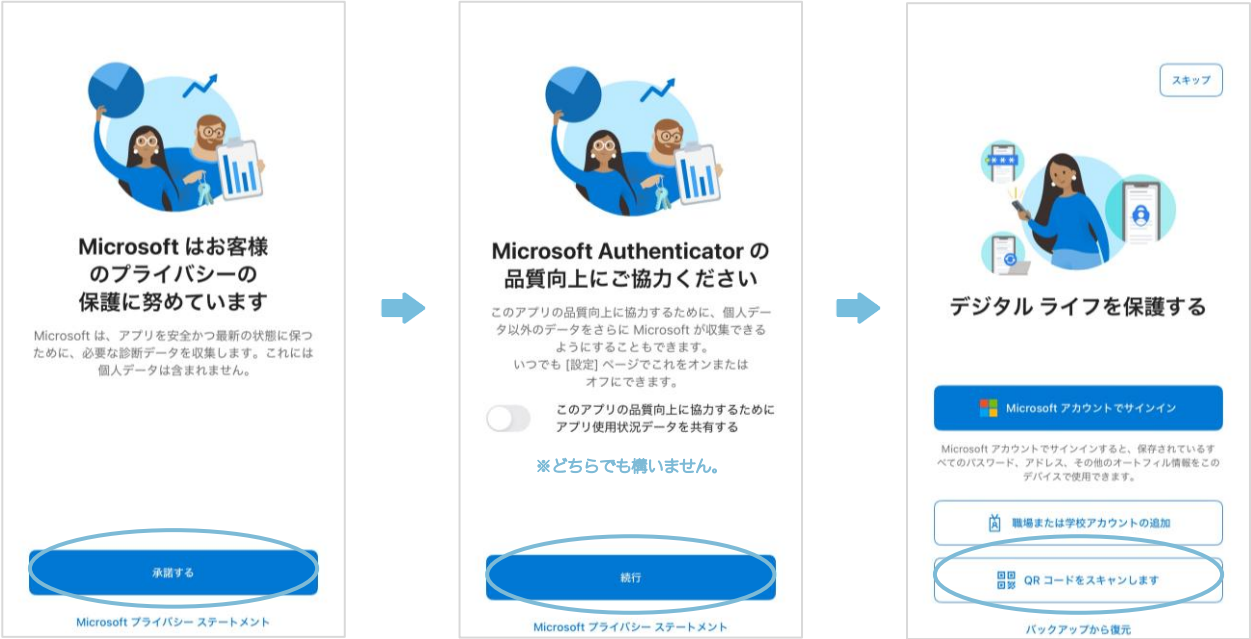 Microsoft はお客様
のプライバシーの
保護に努めています
Microsoft は、アプリを安全かつ最新の状態に保つ
ために、必要な診断データを収集します。これには
個人データは含まれません。
承諾する
Microsoft プライバシー ステートメント
Microsoft Authenticator の
品質向上にご協力ください
このアプリの品質向上に協力するために、個人デー
タ以外のデータをさらに Microsoft が収集できる
ようにすることもできます。
いつでも [設定] ページでこれをオンまたは
オフにできます。
このアプリの品質向上に協力するために
アプリ使用状況データを共有する
※どちらでも構いません。
続行
Microsoft プライバシー ステートメント
スキップ
デジタル ライフを保護する
Microsoft アカウントでサインイン
Microsoft アカウントでサインインすると、保存されているす
べてのパスワード、アドレス、その他のオートフィル情報をこの
デバイスで使用できます。
職場または学校アカウントの追加
QR コードをスキャンします
バックアップから復元